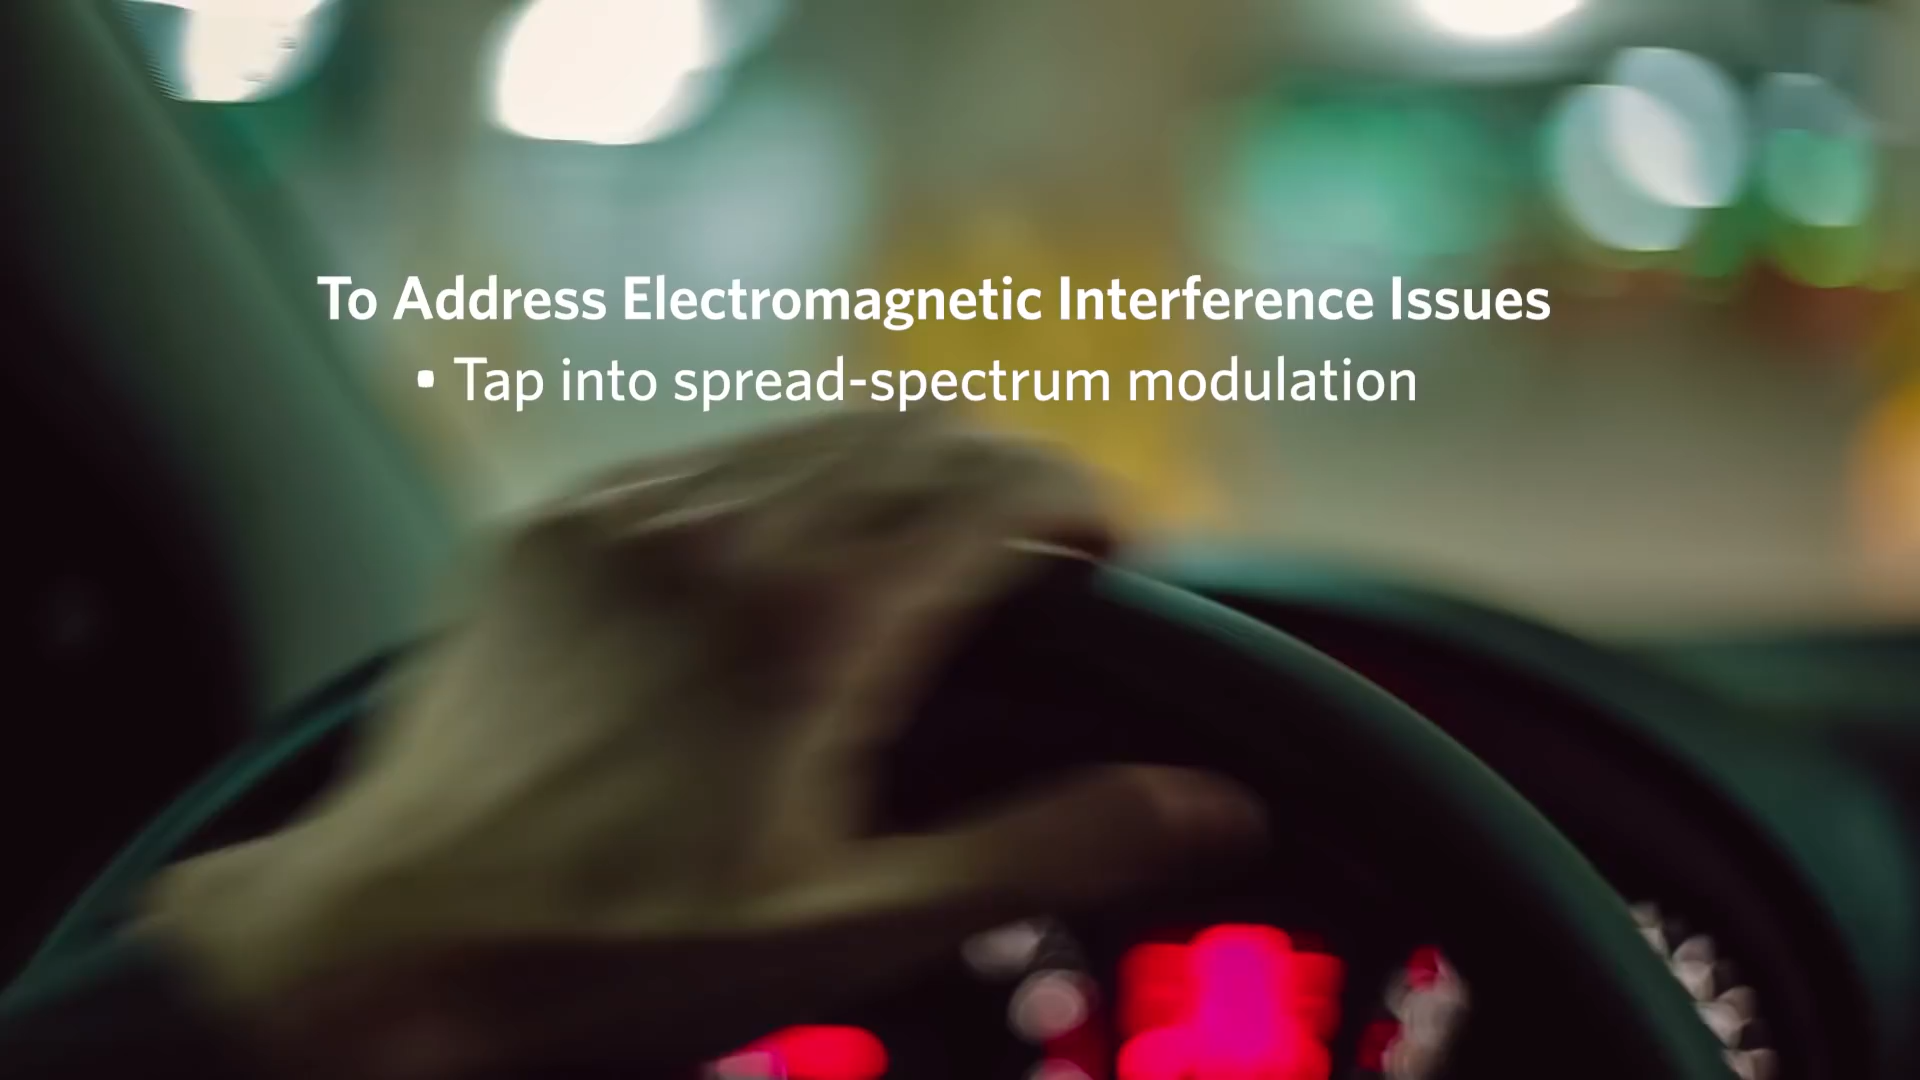 To Address Electromagnetic Interference Issues
• Tap into spread-spectrum modulation